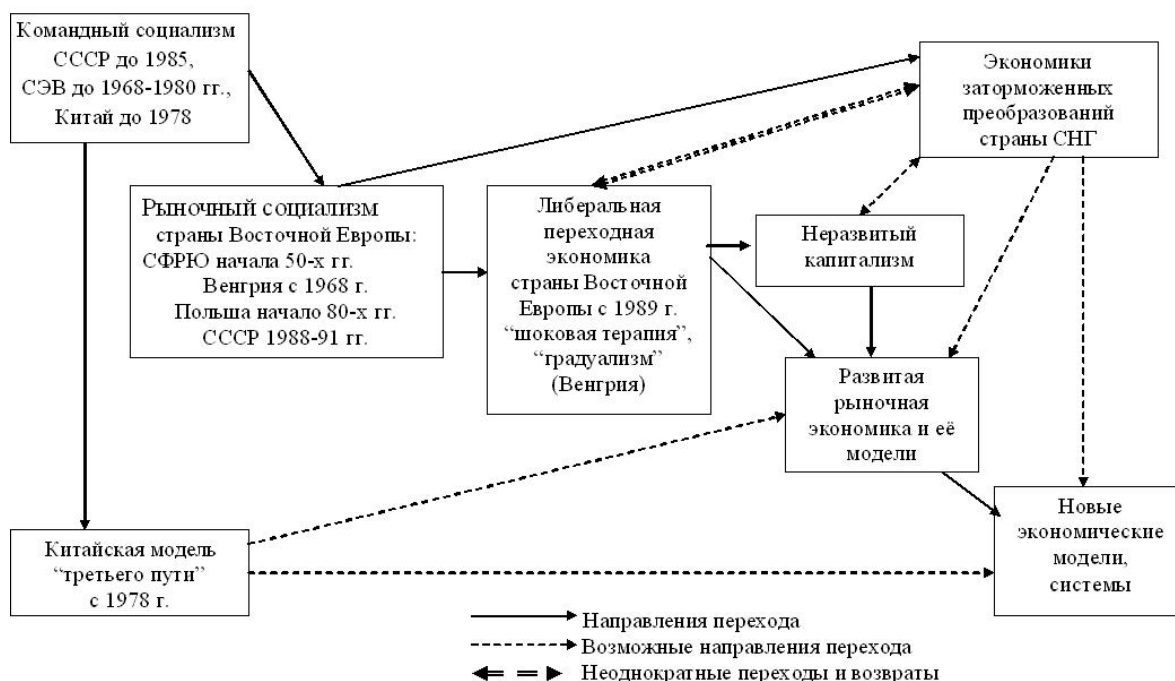 Командный социализм
СССР до 1985,
СЭВ до 1968-1980 гг.,
Китай до 1978
Экономики
заторможенных
преобразований
страны СНГ
Рыночный социализм
страны Восточной Европы:
СФРЮ начала 50-х гг.
Венгрия с 1968 г.
Польша начало 80-х гг.
СССР 1988-91 гг.
Либеральная
переходная
экономика
страны Восточной
Европы с 1989 г.
“шоковая терапия”,
“градуализм”
(Венгрия)
Неразвитый
капитализм
Развитая
рыночная
экономика и её
модели
Китайская модель
“третьего пути”
с 1978 г.
Новые
экономические
модели,
системы
Направления перехода
Возможные направления перехода
Неоднократные переходы и возвраты